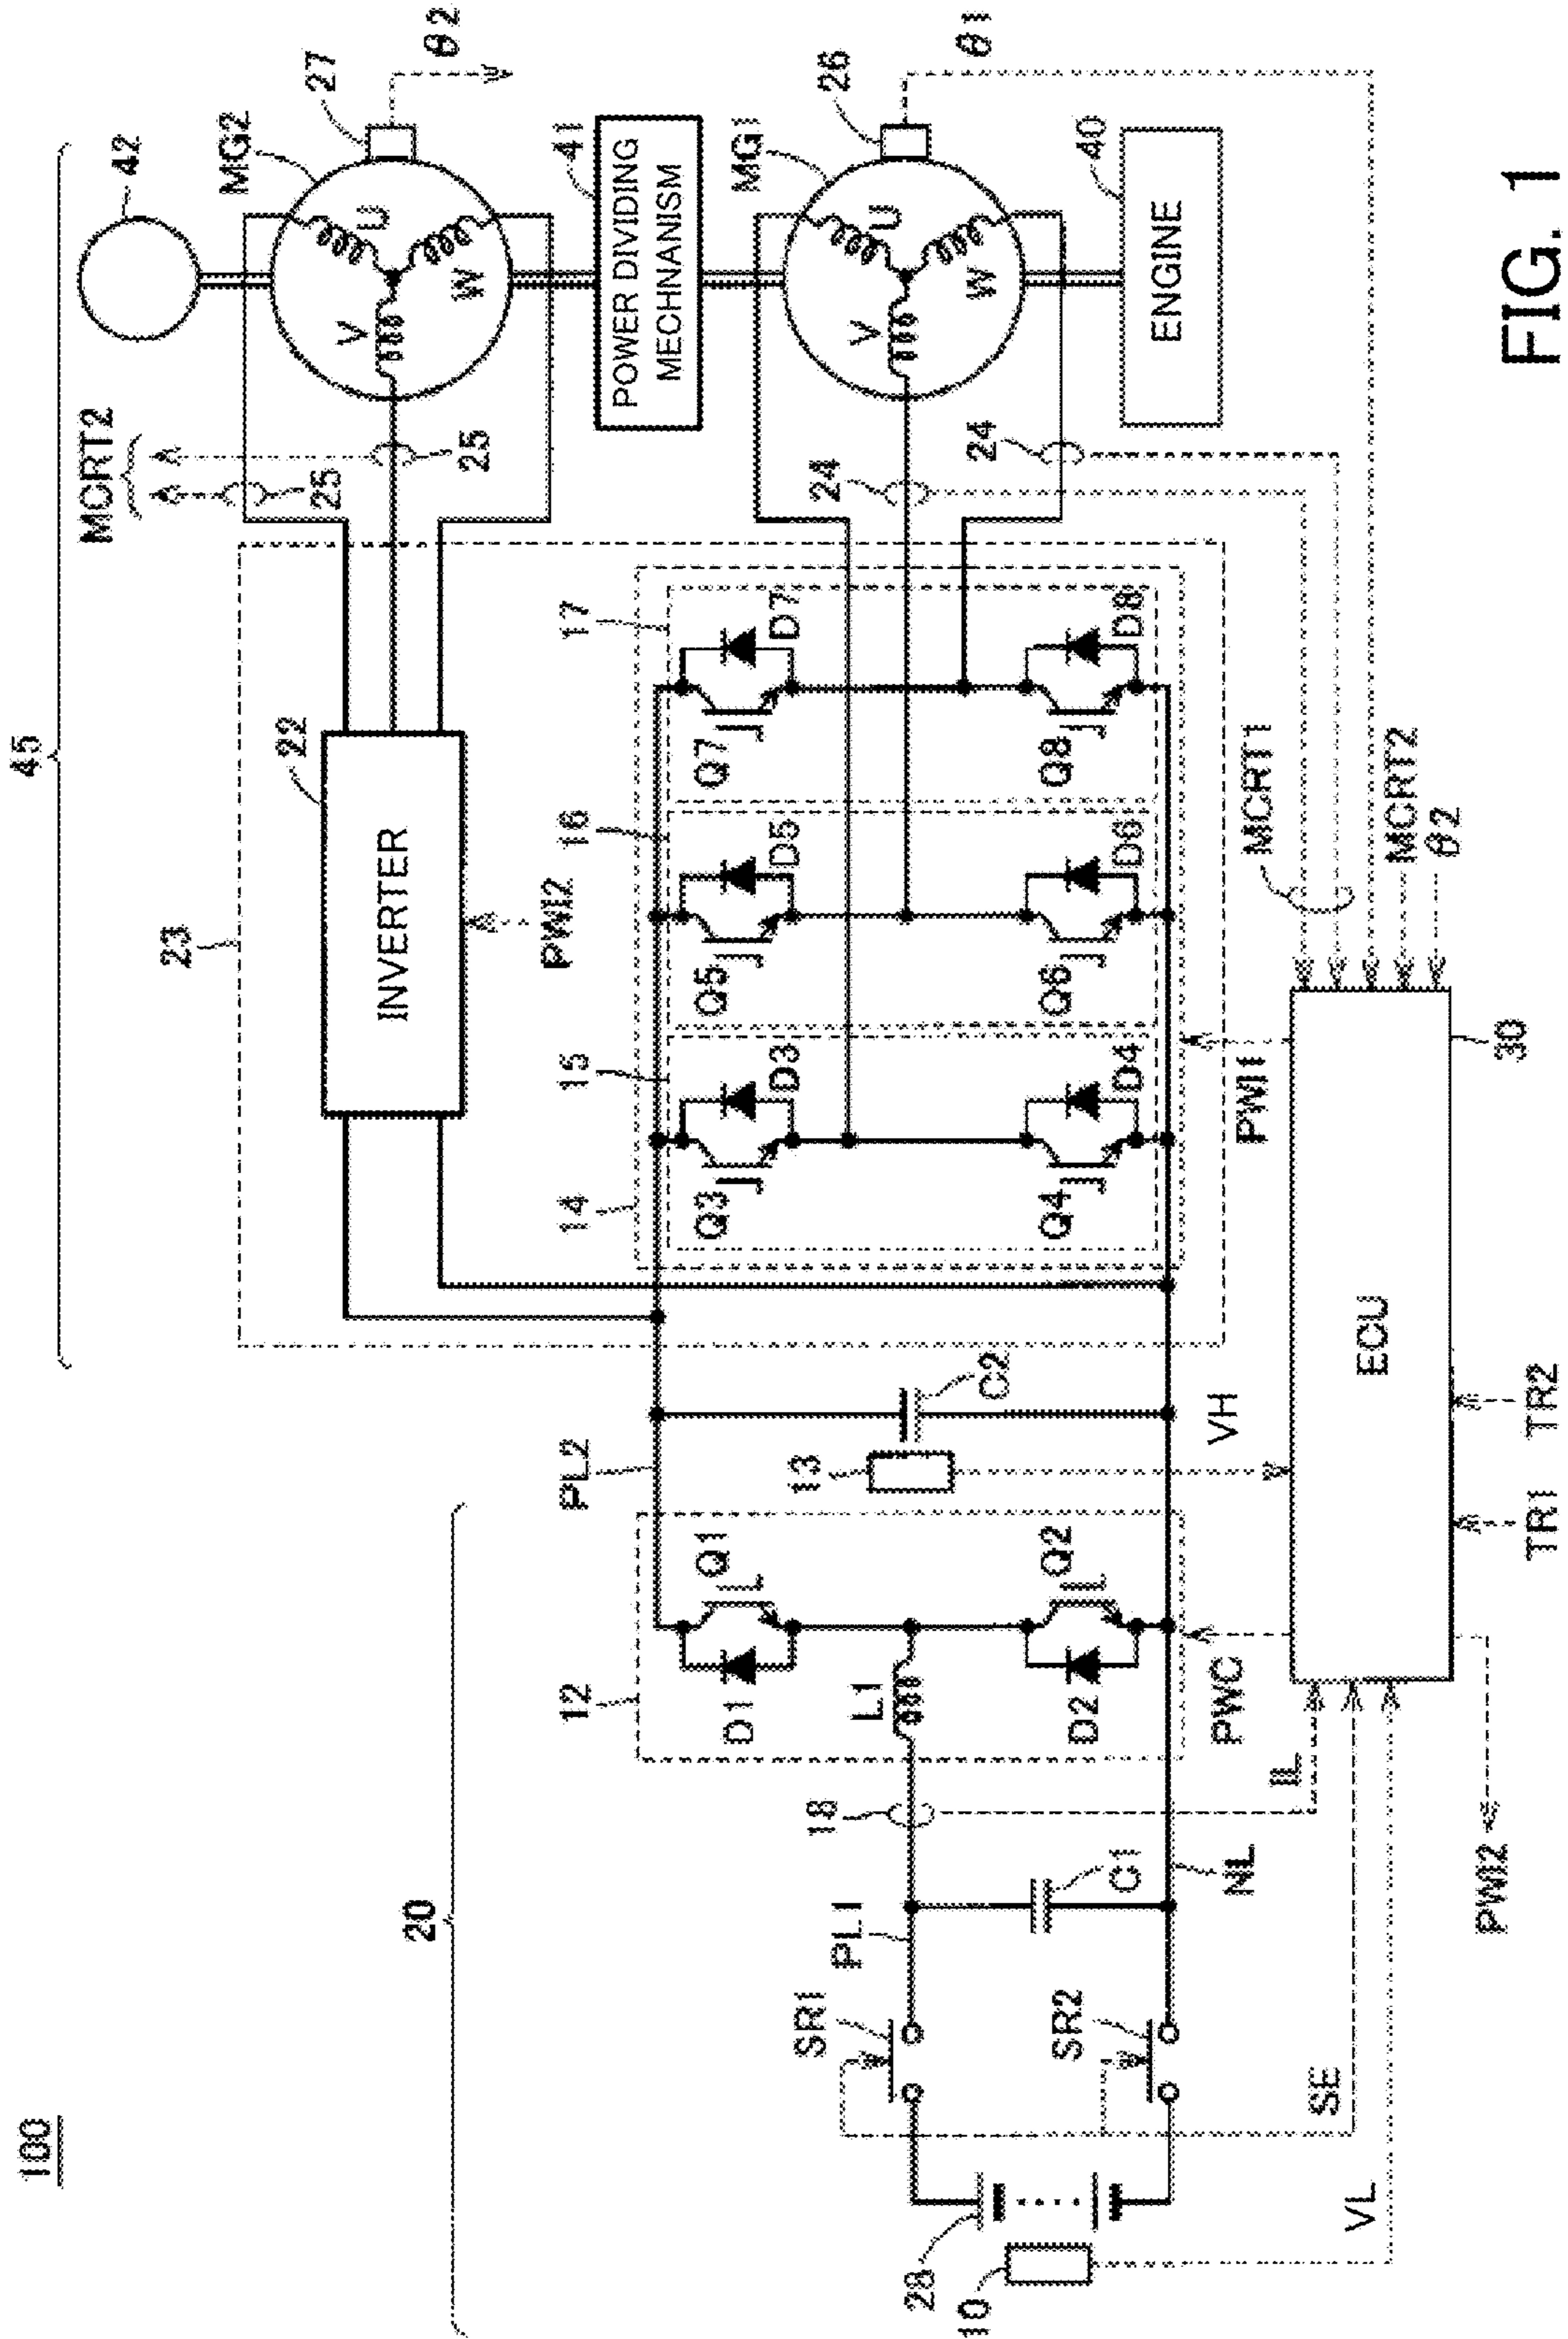 100
45
20
42
MG2
27
θ2
MCRT2
25
25
U
V
W
23
22
INVERTER
PWI2
41
POWER DIVIDING
MECHNANISM
MG1
26
θ1
U
V
W
24
24
40
ENGINE
12
PL2
14
15
16
17
Q1
D1
Q3
D3
Q5
D5
Q7
D7
28
10
SR1
PL1
18
L1
13
C2
SR2
C1
D2
Q2
Q4
D4
Q6
D6
Q8
D8
NL
PWC
VH
PWI1
MCRT1
VL
SE
IL
ECU
MCRT2
θ2
30
PWI2
TR1
TR2
FIG. 1